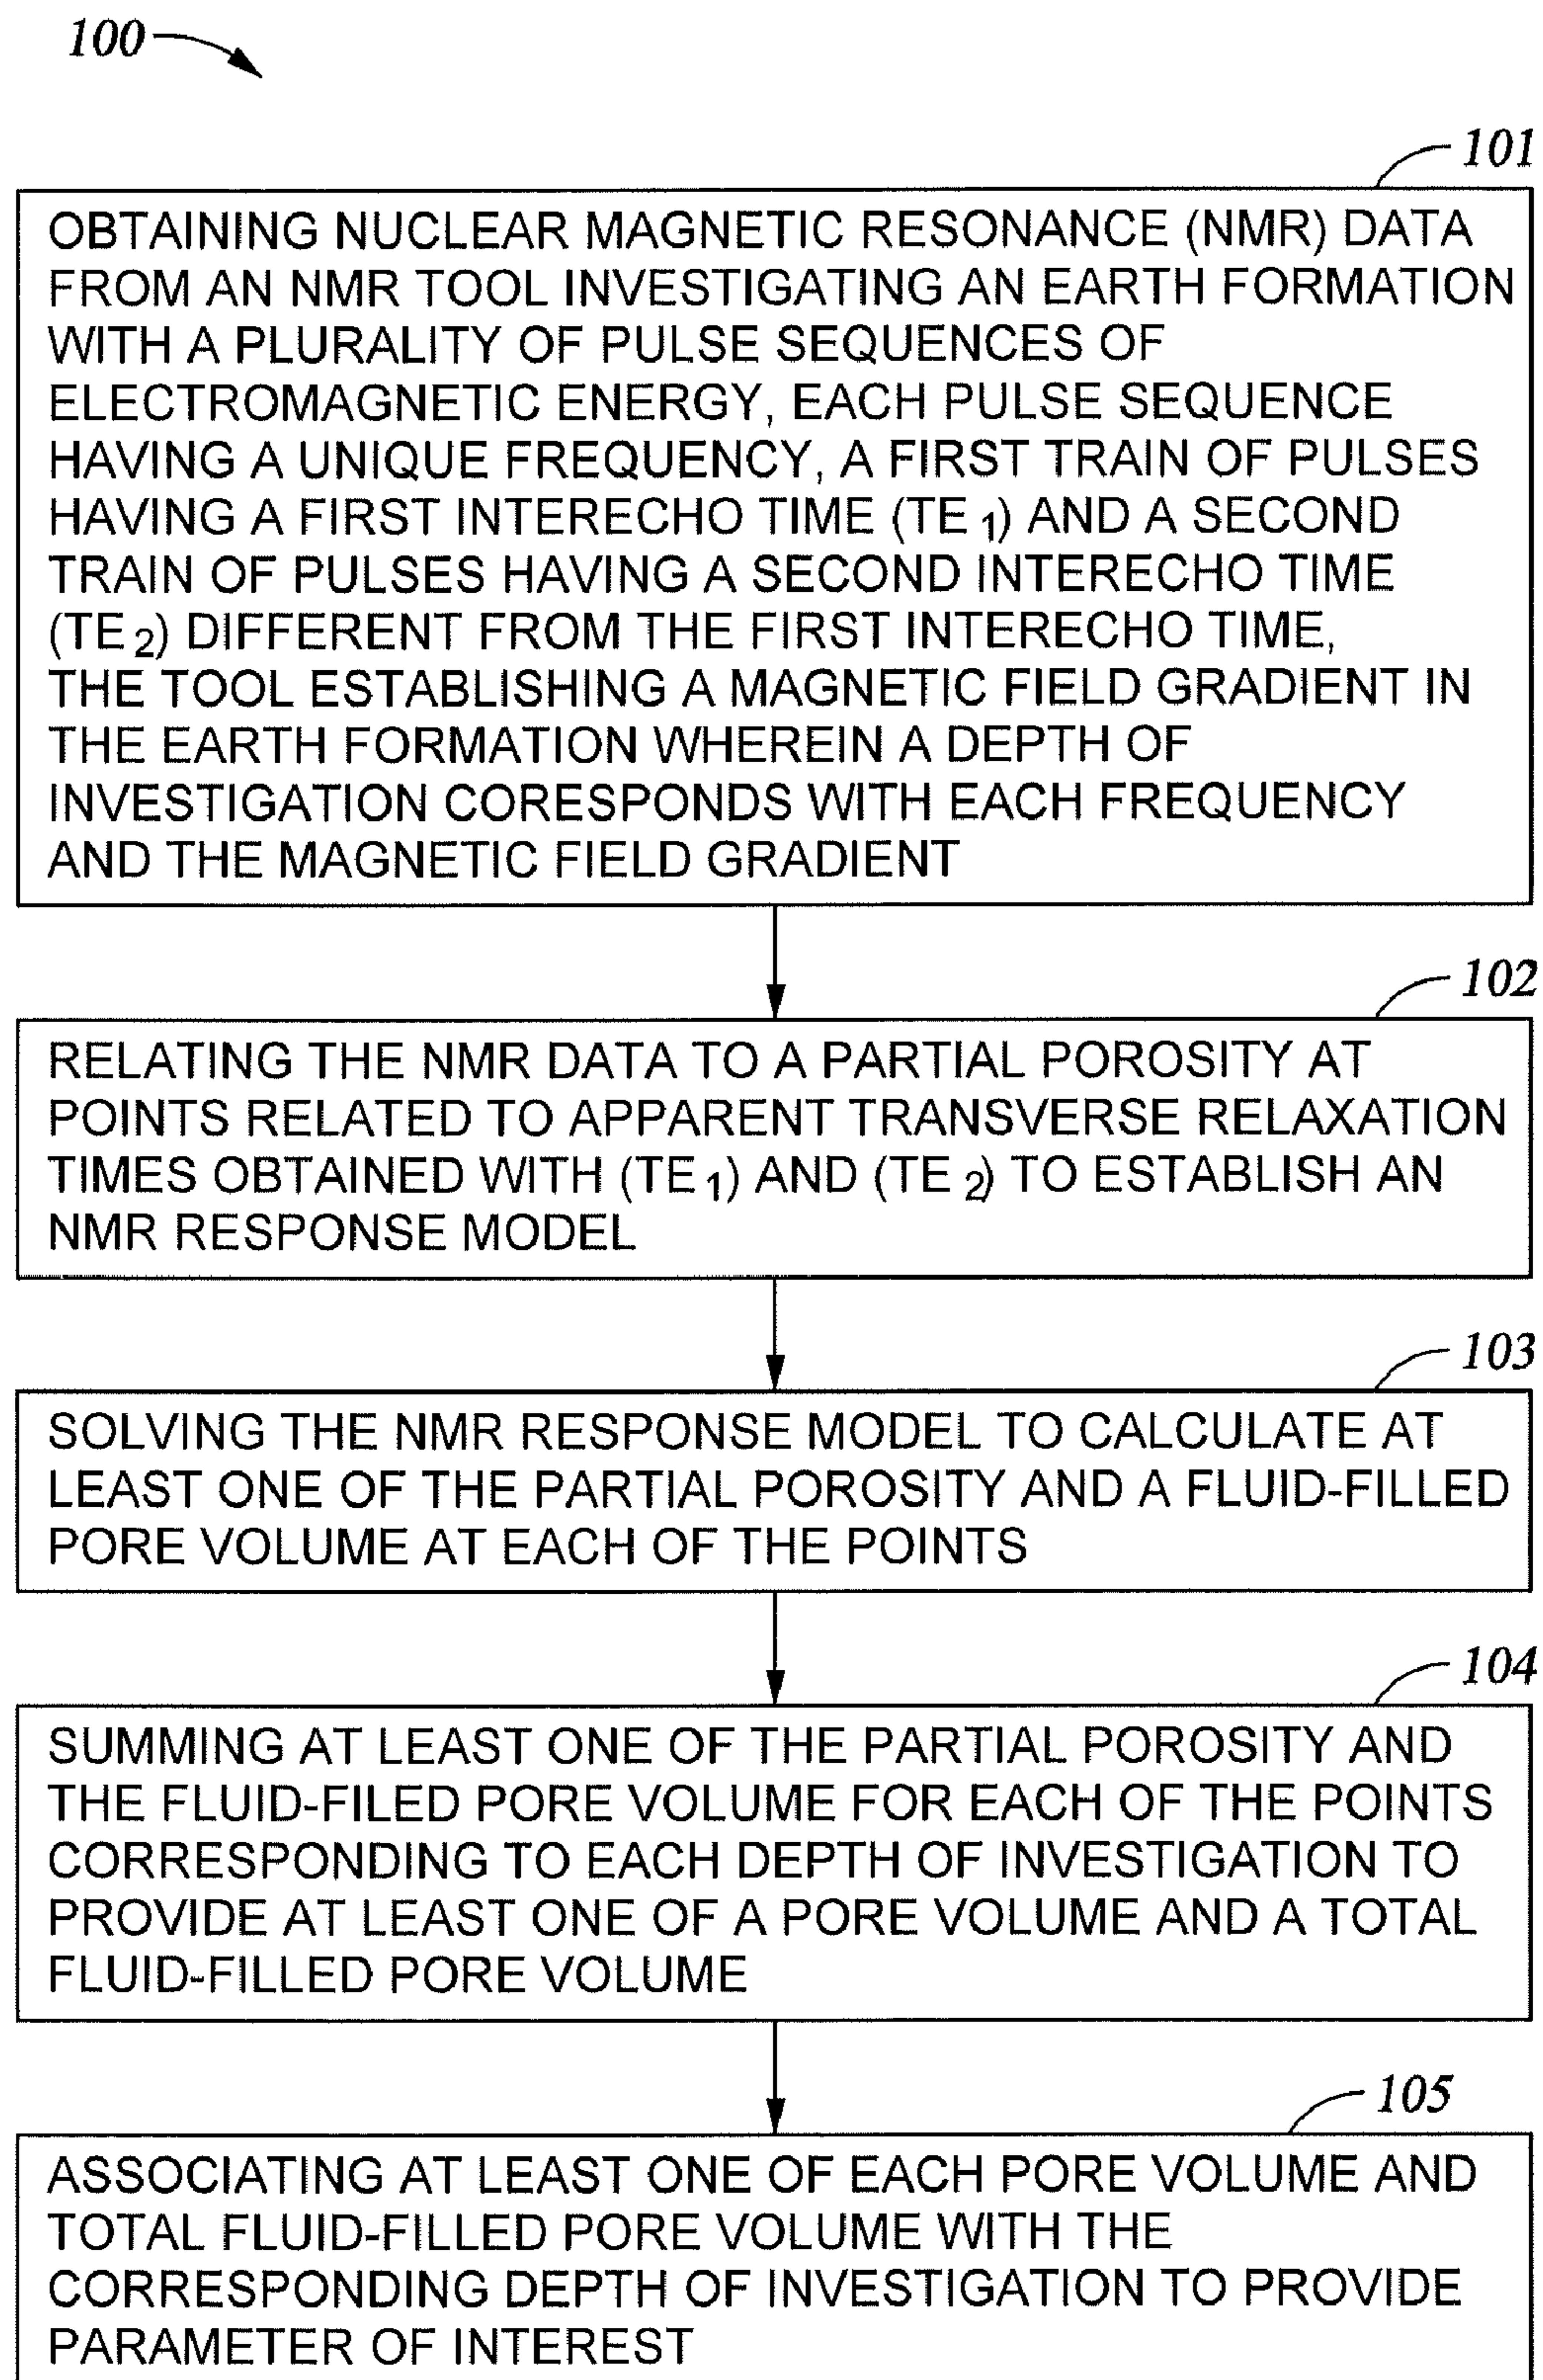 100
101
OBTAINING NUCLEAR MAGNETIC RESONANCE (NMR) DATA
FROM AN NMR TOOL INVESTIGATING AN EARTH FORMATION
WITH A PLURALITY OF PULSE SEQUENCES OF
ELECTROMAGNETIC ENERGY, EACH PULSE SEQUENCE
HAVING A UNIQUE FREQUENCY, A FIRST TRAIN OF PULSES
HAVING A FIRST INTERECHO TIME (TE 1) AND A SECOND
TRAIN OF PULSES HAVING A SECOND INTERECHO TIME
(TE 2) DIFFERENT FROM THE FIRST INTERECHO TIME,
THE TOOL ESTABLISHING A MAGNETIC FIELD GRADIENT IN
THE EARTH FORMATION WHEREIN A DEPTH OF
INVESTIGATION CORESPONDS WITH EACH FREQUENCY
AND THE MAGNETIC FIELD GRADIENT
102
RELATING THE NMR DATA TO A PARTIAL POROSITY AT
POINTS RELATED TO APPARENT TRANSVERSE RELAXATION
TIMES OBTAINED WITH (TE 1) AND (TE 2) TO ESTABLISH AN
NMR RESPONSE MODEL
103
SOLVING THE NMR RESPONSE MODEL TO CALCULATE AT
LEAST ONE OF THE PARTIAL POROSITY AND A FLUID-FILLED
PORE VOLUME AT EACH OF THE POINTS
104
SUMMING AT LEAST ONE OF THE PARTIAL POROSITY AND
THE FLUID-FILED PORE VOLUME FOR EACH OF THE POINTS
CORRESPONDING TO EACH DEPTH OF INVESTIGATION TO
PROVIDE AT LEAST ONE OF A PORE VOLUME AND A TOTAL
FLUID-FILLED PORE VOLUME
105
ASSOCIATING AT LEAST ONE OF EACH PORE VOLUME AND
TOTAL FLUID-FILLED PORE VOLUME WITH THE
CORRESPONDING DEPTH OF INVESTIGATION TO PROVIDE
PARAMETER OF INTEREST